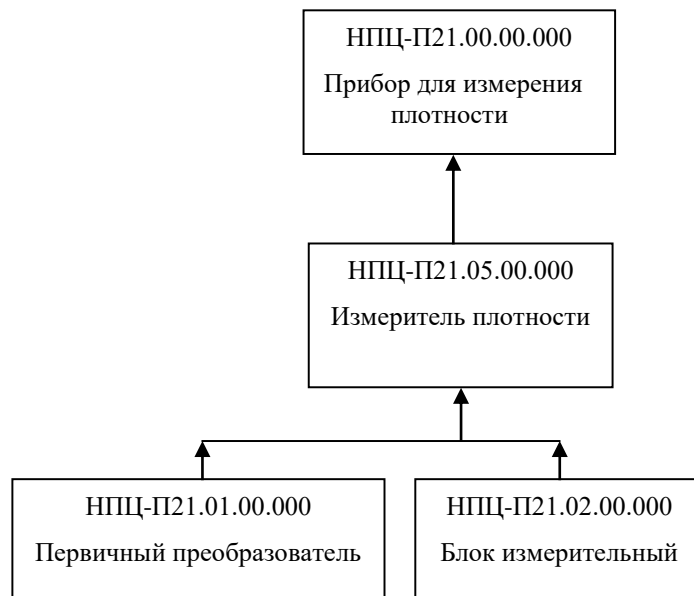 НПЦ-П21.00.00.000
Прибор для измерения
плотности
НПЦ-П21.05.00.000
Измеритель плотности
НПЦ-П21.01.00.000
Первичный преобразователь
НПЦ-П21.02.00.000
Блок измерительный